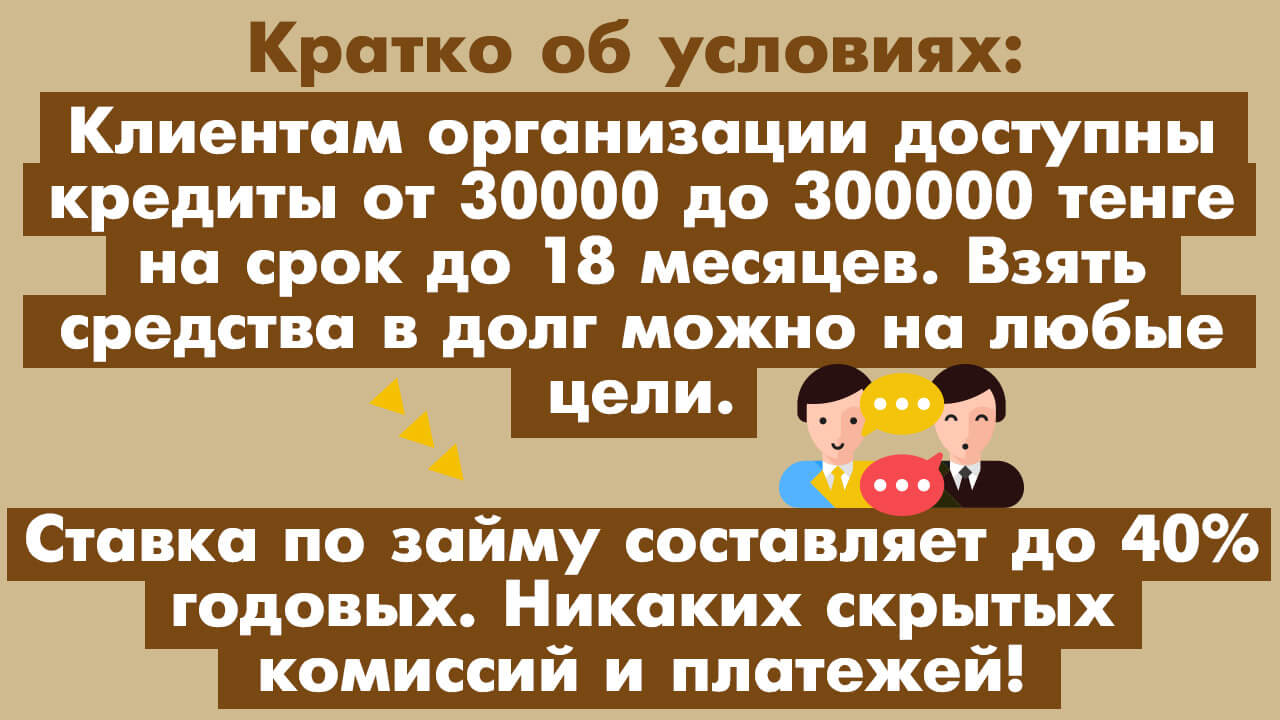 Кратко об условиях:
Клиентам организации доступны
кредиты от 30000 до 300000 тенге
на срок до 18 месяцев. Взять
средства в долг можно на любые
цели.
Ставка по займу составляет до 40%
годовых. Никаких скрытых
комиссий и платежей!